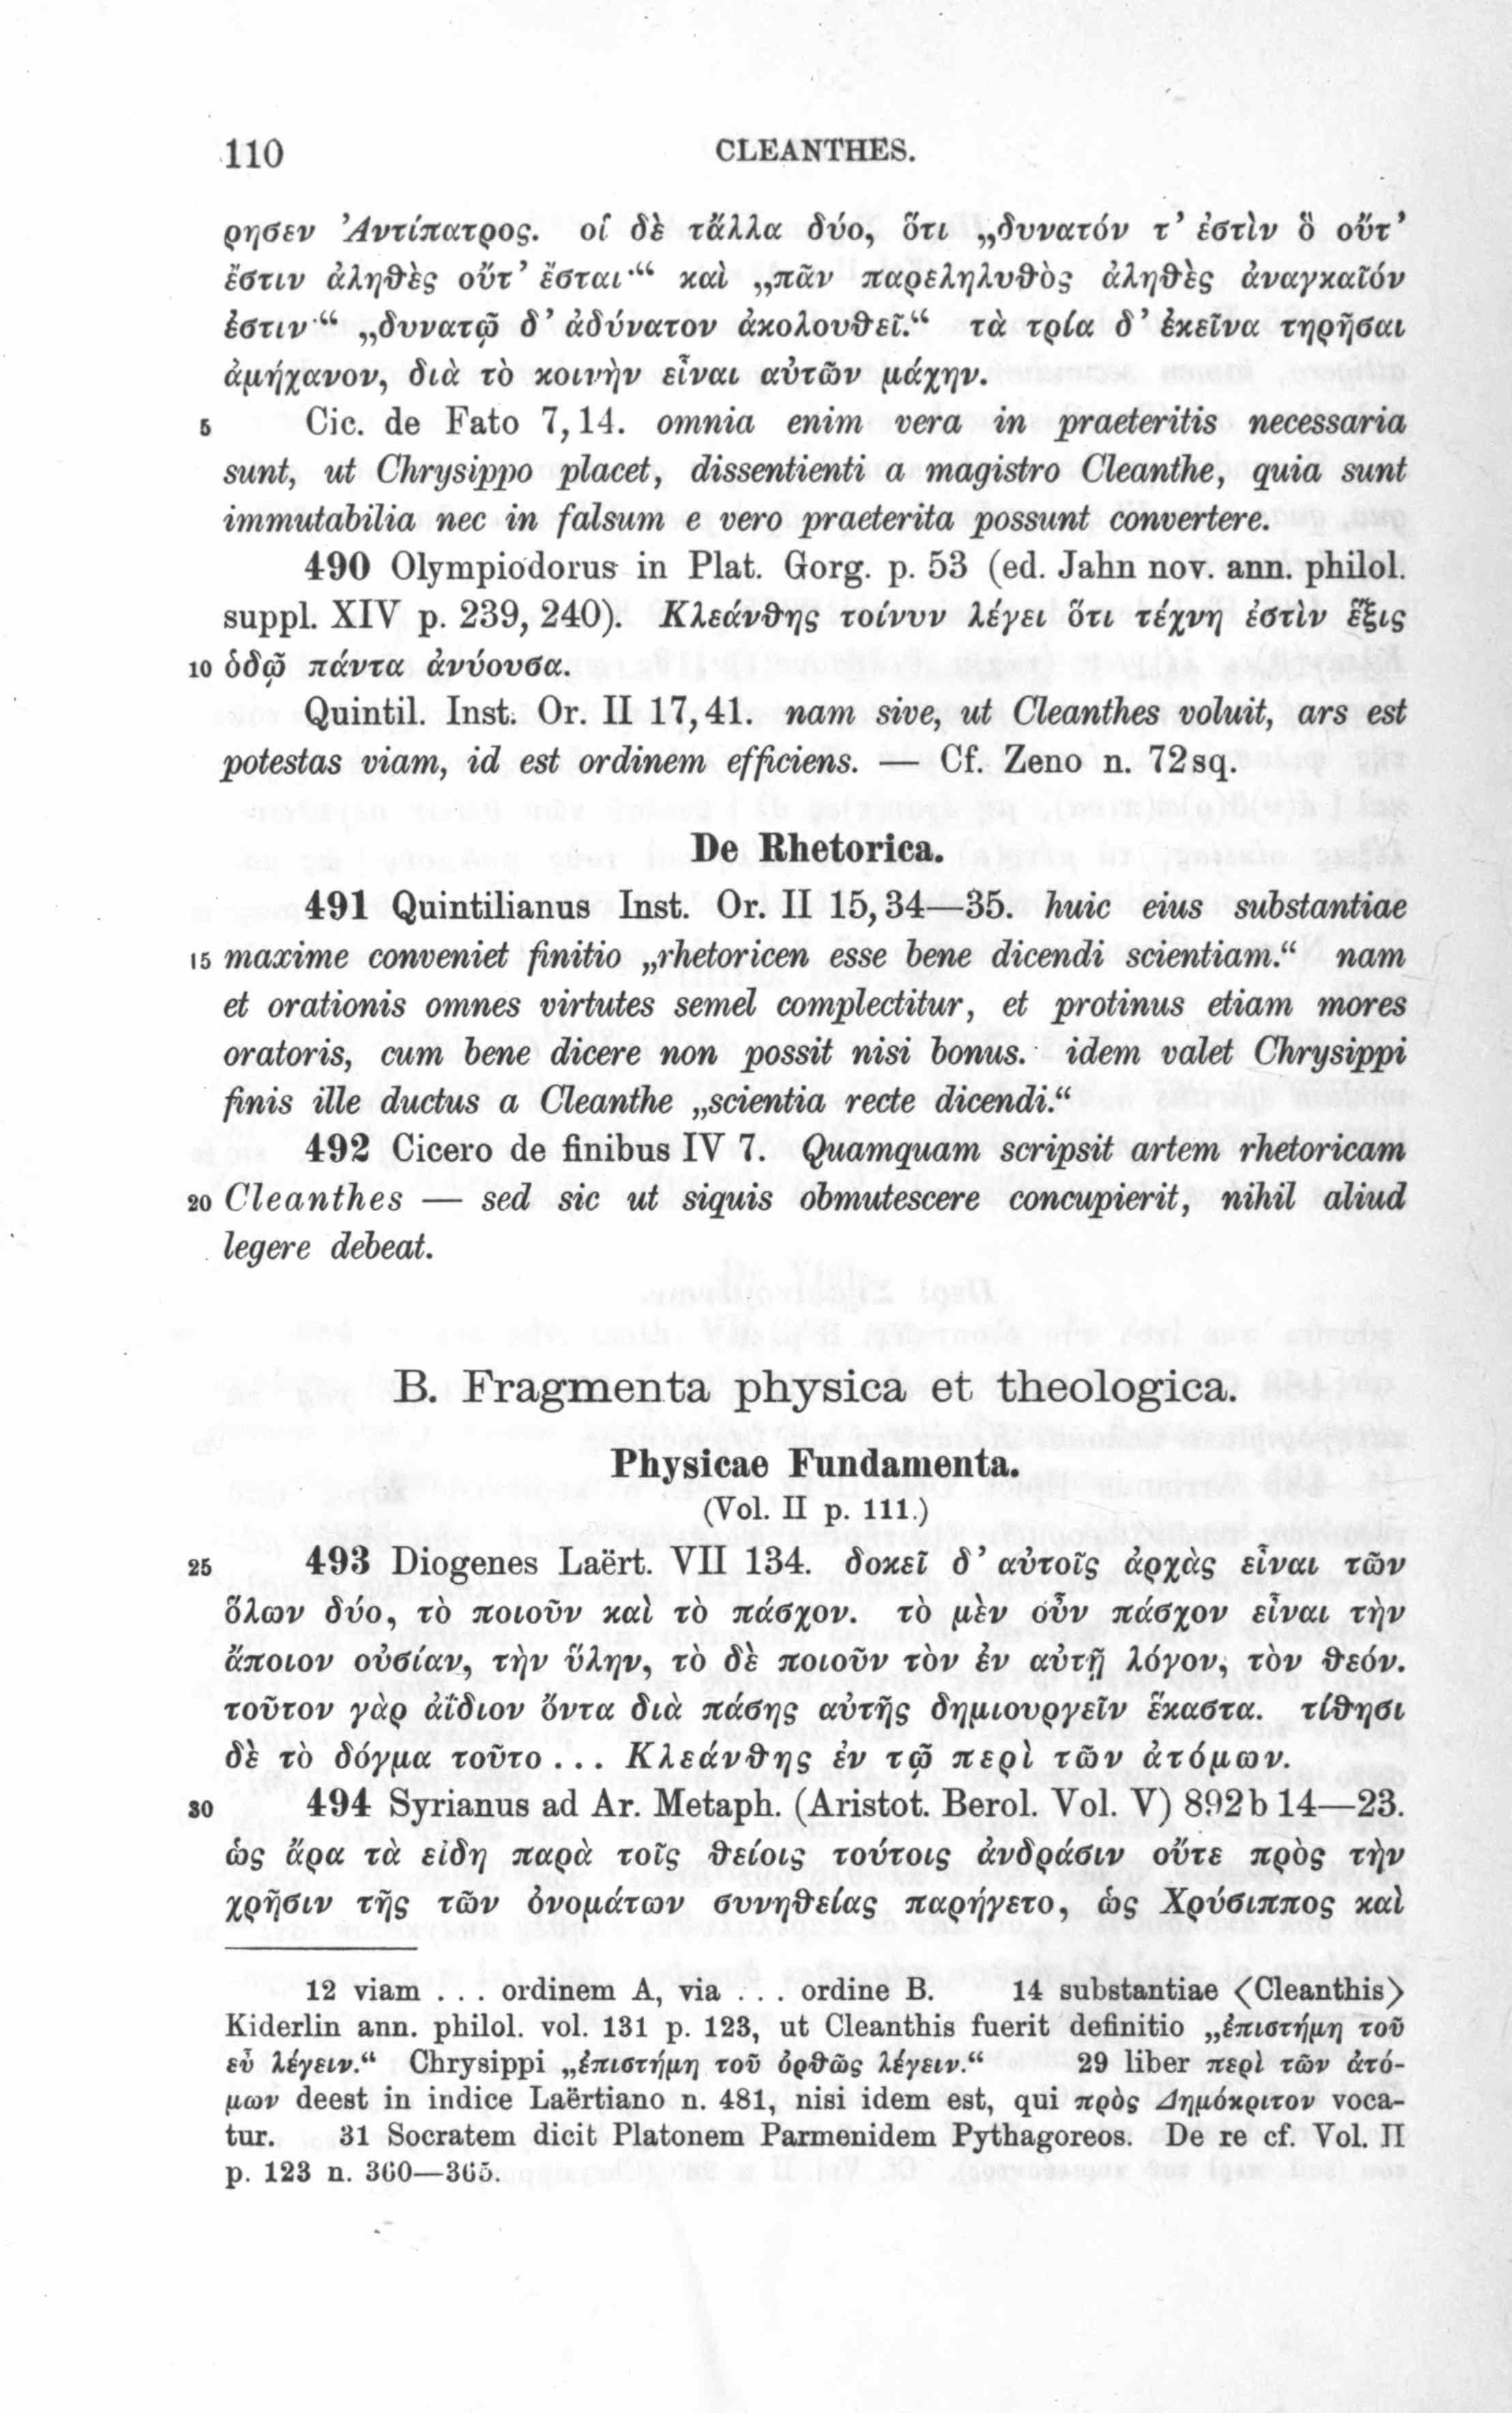 110 CLEANTHES.
ρησεν Ἀντίπατρος. οἱ δὲ τἄλλα δύο, ὅτι „δυνατόν τ’ ἐστὶν ὃ οὔτ’
ἔστιν ἀληθὲς οὔτ’ ἔσται·“ καὶ „πᾶν παρεληλυθὸς ἀληθὲς ἀναγκαῖόν
ἐστιν·“ „δυνατῷ δ’ ἀδύνατον ἀκολουθεῖ.“ τὰ τρία δ’ ἐκεῖνα τηρῆσαι
ἀμήχανον, διὰ τὸ κοινὴν εἶναι αὐτῶν μάχην.
5 Cic. de Fato 7, 14. omnia enim vera in praeteritis necessaria
sunt, ut Chrysippo placet, dissentienti a magistro Cleanthe, quia sunt
immutabilia nec in falsum e vero praeterita possunt convertere.
490 Olympiodorus in Plat. Gorg. p. 53 (ed. Jahn nov. ann. philol.
suppl. XIV p. 239, 240). Κλεάνθης τοίνυν λέγει ὅτι τέχνη ἐστὶν ἕξις
10 ὁδῷ πάντα ἀνύουσα.
Quintil. Inst. Or. II 17, 41. nam sive, ut Cleanthes voluit, ars est
potestas viam, id est ordinem efficiens. — Cf. Zeno n. 72 sq.
De Rhetorica.
491 Quintilianus Inst. Or. II 15, 34—35. huic eius substantiae
15 maxime conveniet finitio „rhetoricen esse bene dicendi scientiam.“ nam
et orationis omnes virtutes semel complectitur, et protinus etiam mores
oratoris, cum bene dicere non possit nisi bonus. idem valet Chrysippi
finis ille ductus a Cleanthe „scientia recte dicendi.“
492 Cicero de finibus IV 7. Quamquam scripsit artem rhetoricam
20 Cleanthes — sed sic ut siquis obmutescere concupierit, nihil aliud
legere debeat.
B. Fragmenta physica et theologica.
Physicae Fundamenta.
(Vol. II p. 111.)
25 493 Diogenes Laërt. VII 134. δοκεῖ δ’ αὐτοῖς ἀρχὰς εἶναι τῶν
ὅλων δύο, τὸ ποιοῦν καὶ τὸ πάσχον. τὸ μὲν οὖν πάσχον εἶναι τὴν
ἄποιον οὐσίαν, τὴν ὕλην, τὸ δὲ ποιοῦν τὸν ἐν αὐτῇ λόγον, τὸν θεόν.
τοῦτον γὰρ ἀΐδιον ὄντα διὰ πάσης αὐτῆς δημιουργεῖν ἕκαστα. τίθησι
δὲ τὸ δόγμα τοῦτο ... Κλεάνθης ἐν τῷ περὶ τῶν ἀτόμων.
30 494 Syrianus ad Ar. Metaph. (Aristot. Berol. Vol. V) 892 b 14—23.
ὡς ἄρα τὰ εἰδη παρὰ τοῖς θείοις τούτοις ἀνδράσιν οὔτε πρὸς τὴν
χρῆσιν τῆς τῶν ὀνομάτων συνηθείας παρήγετο, ὡς Χρύσιππος καὶ
12 viam . . . ordinem A, via . . . ordine B. 14 substantiae ⟨Cleanthis⟩
Kiderlin ann. philol. vol. 131 p. 123, ut Cleanthis fuerit definitio „ἐπιστήμη τοῦ
εὖ λέγειν.“ Chrysippi „ἐπιστήμη τοῦ ὀρθῶς λέγειν.“ 29 liber περὶ τῶν ἀτό-
μων deest in indice Laërtiano n. 481, nisi idem est, qui πρὸς Δημόκριτον voca-
tur. 31 Socratem dicit Platonem Parmenidem Pythagoreos. De re cf. Vol. II
p. 123 n. 360—365.